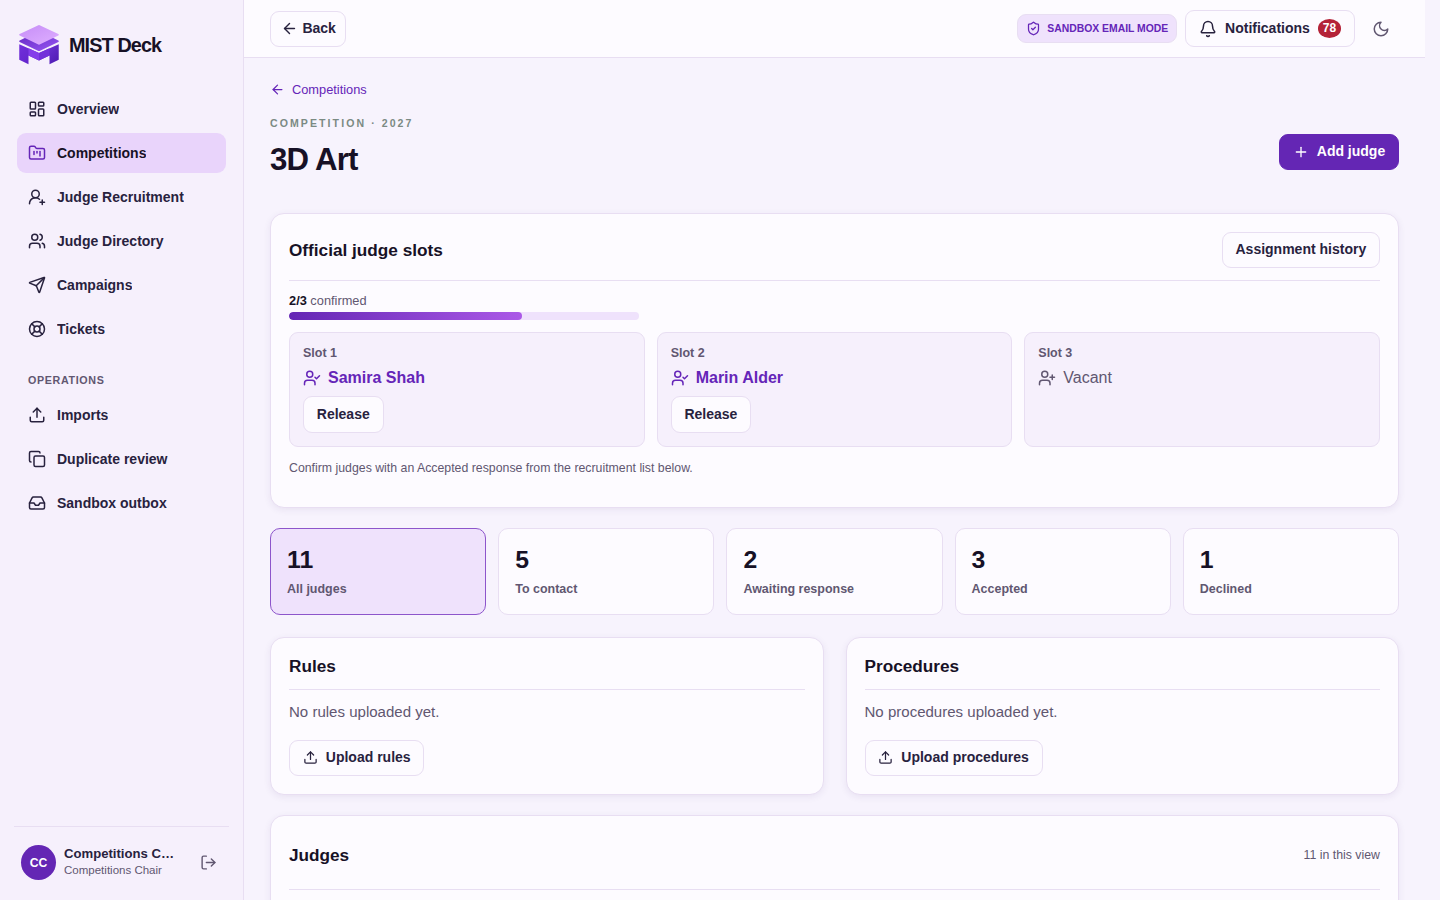 MIST Deck
Overview
Competitions
Judge Recruitment
Judge Directory
Campaigns
Tickets
OPERATIONS
Imports
Duplicate review
Sandbox outbox
CC
Competitions C…
Competitions Chair
Back
SANDBOX EMAIL MODE
Notifications 78
Competitions
COMPETITION · 2027
3D Art
Add judge
Official judge slots
Assignment history
2/3 confirmed
Slot 1
Samira Shah
Release
Slot 2
Marin Alder
Release
Slot 3
Vacant
Confirm judges with an Accepted response from the recruitment list below.
11
All judges
5
To contact
2
Awaiting response
3
Accepted
1
Declined
Rules
No rules uploaded yet.
Upload rules
Procedures
No procedures uploaded yet.
Upload procedures
Judges
11 in this view